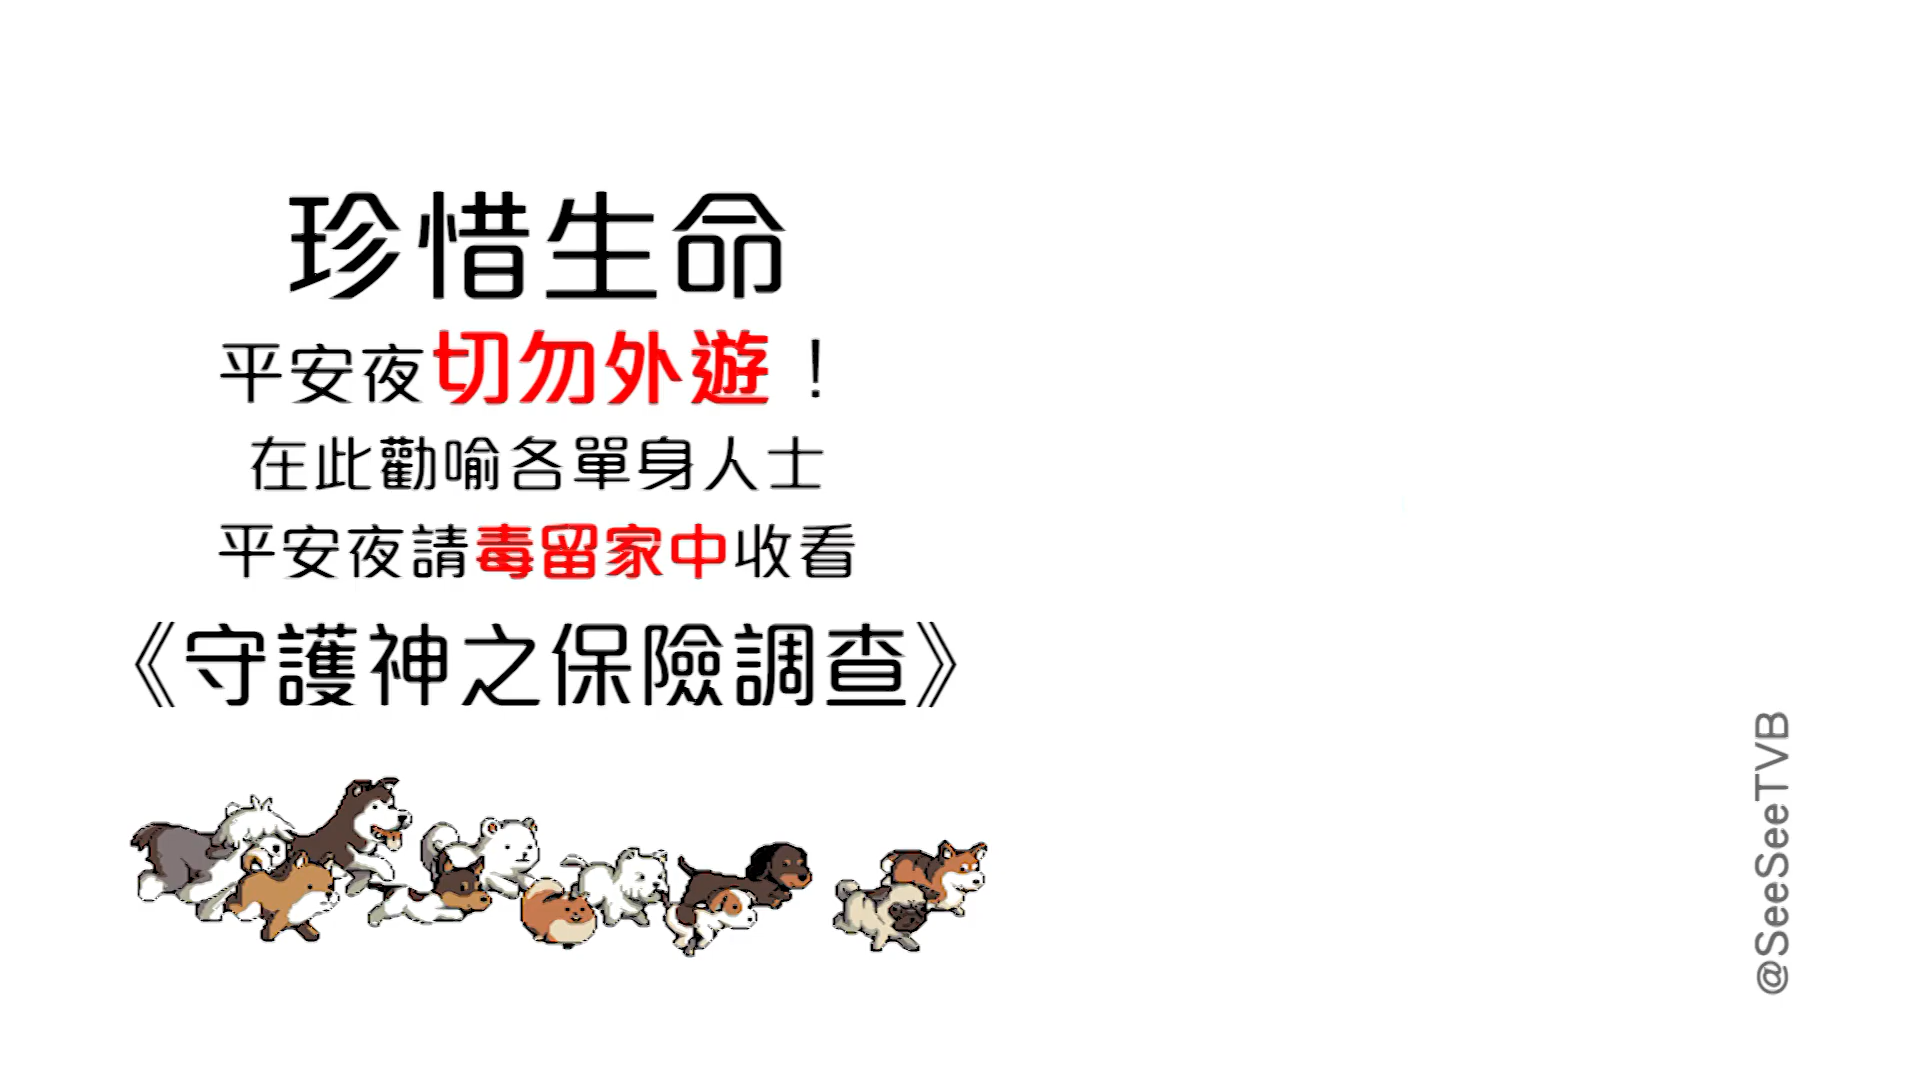 珍惜生命
平安夜切勿外遊！
在此勸喻各單身人士
平安夜請毒留家中收看
《守護神之保險調查》
@SeeSeeTVB